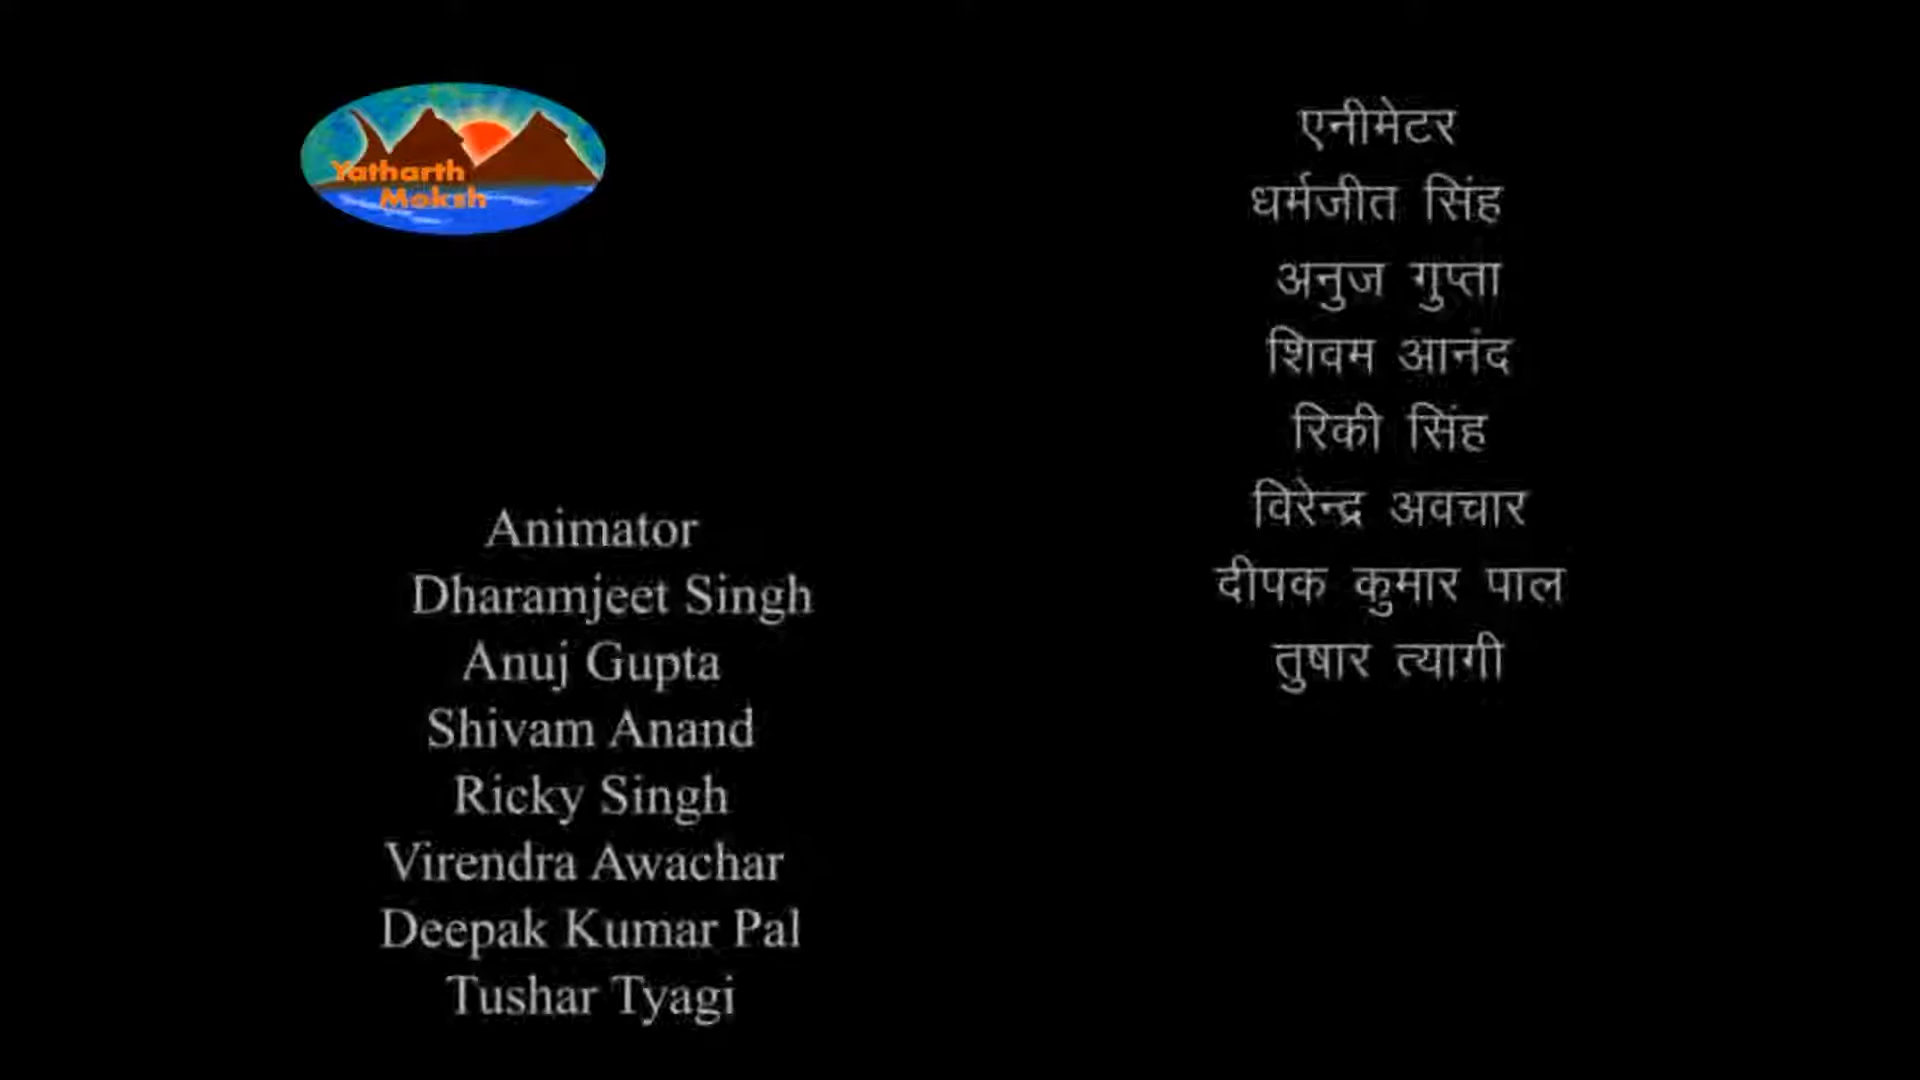 Yatharth
Moksh
Animator
Dharamjeet Singh
Anuj Gupta
Shivam Anand
Ricky Singh
Virendra Awachar
Deepak Kumar Pal
Tushar Tyagi
एनीमेटर
धर्मजीत सिंह
अनुज गुप्ता
शिवम आनंद
रिकी सिंह
विरेन्द्र अवचार
दीपक कुमार पाल
तुषार त्यागी